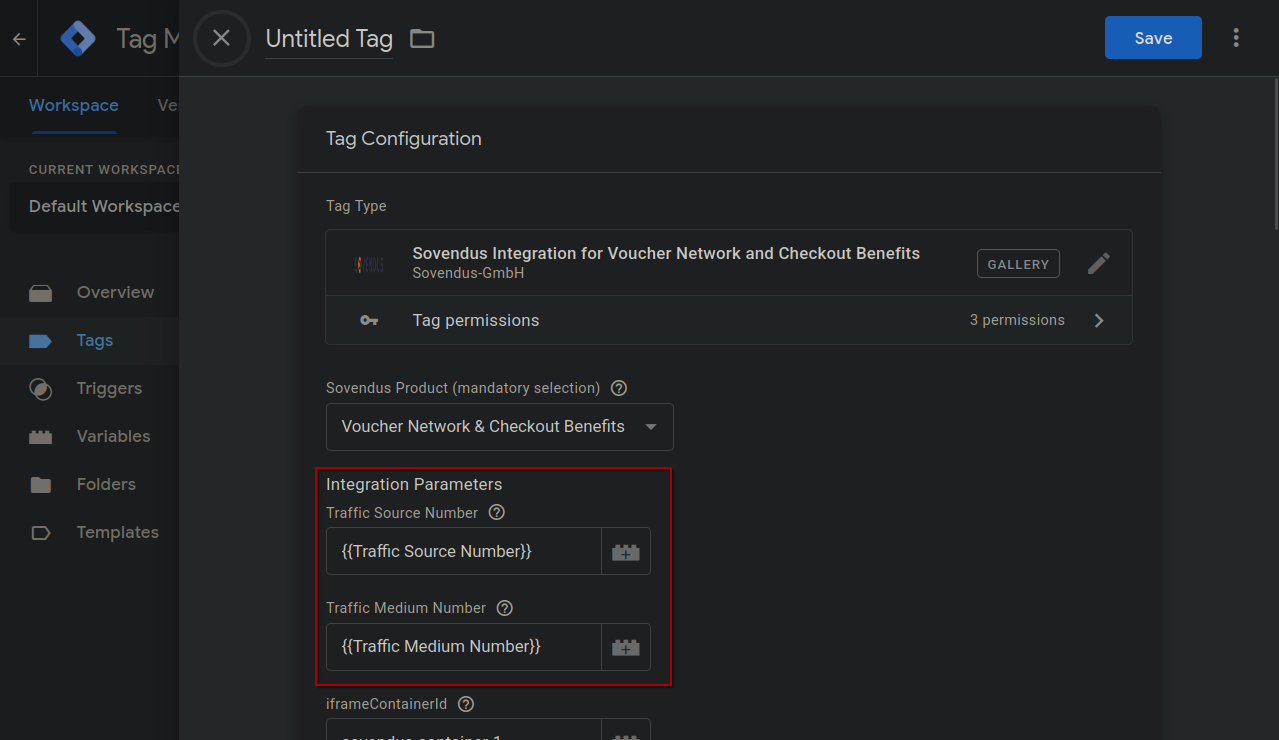 Tag M
Untitled Tag
Save
Workspace
Ve
Tag Configuration
CURRENT WORKSPACE
Default Workspace
Tag Type
Sovendus Integration for Voucher Network and Checkout Benefits
Sovendus-GmbH
GALLERY
Overview
Tag permissions
3 permissions
Tags
Triggers
Sovendus Product (mandatory selection)
Voucher Network & Checkout Benefits
Variables
Folders
Integration Parameters
Traffic Source Number
Templates
{{Traffic Source Number}}
Traffic Medium Number
{{Traffic Medium Number}}
iframeContainerId